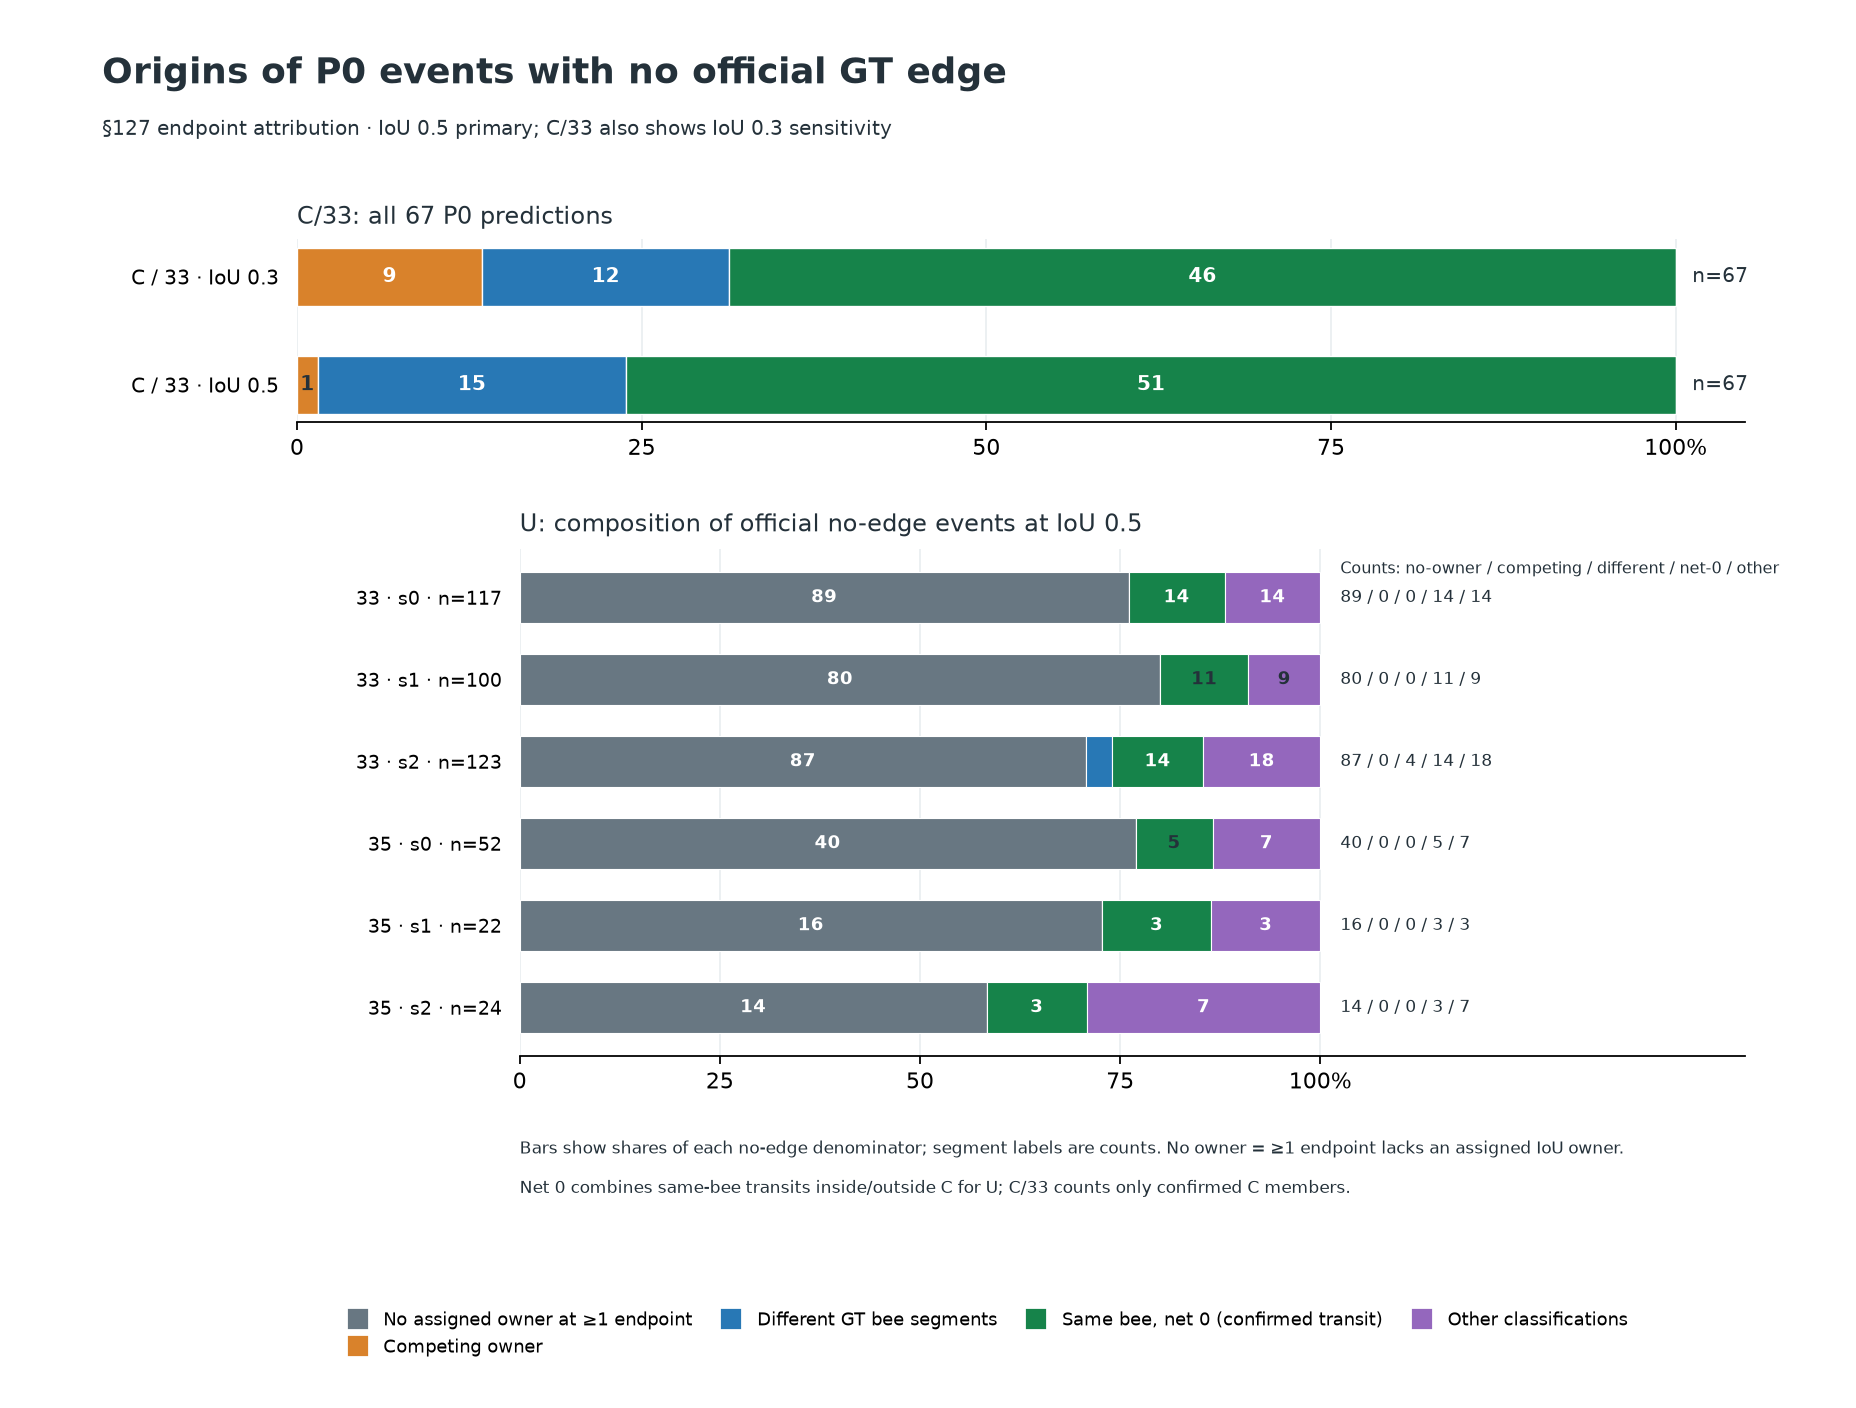 Origins of P0 events with no official GT edge
§127 endpoint attribution · IoU 0.5 primary; C/33 also shows IoU 0.3 sensitivity
C/33: all 67 P0 predictions
C / 33 · IoU 0.3 9 12 46 n=67
C / 33 · IoU 0.5 1 15 51 n=67
0 25 50 75 100%
U: composition of official no-edge events at IoU 0.5
Counts: no-owner / competing / different / net-0 / other
33 · s0 · n=117 89 14 14 89 / 0 / 0 / 14 / 14
33 · s1 · n=100 80 11 9 80 / 0 / 0 / 11 / 9
33 · s2 · n=123 87 14 18 87 / 0 / 4 / 14 / 18
35 · s0 · n=52 40 5 7 40 / 0 / 0 / 5 / 7
35 · s1 · n=22 16 3 3 16 / 0 / 0 / 3 / 3
35 · s2 · n=24 14 3 7 14 / 0 / 0 / 3 / 7
0 25 50 75 100%
Bars show shares of each no-edge denominator; segment labels are counts. No owner = ≥1 endpoint lacks an assigned IoU owner.
Net 0 combines same-bee transits inside/outside C for U; C/33 counts only confirmed C members.
No assigned owner at ≥1 endpoint Different GT bee segments Same bee, net 0 (confirmed transit) Other classifications
Competing owner